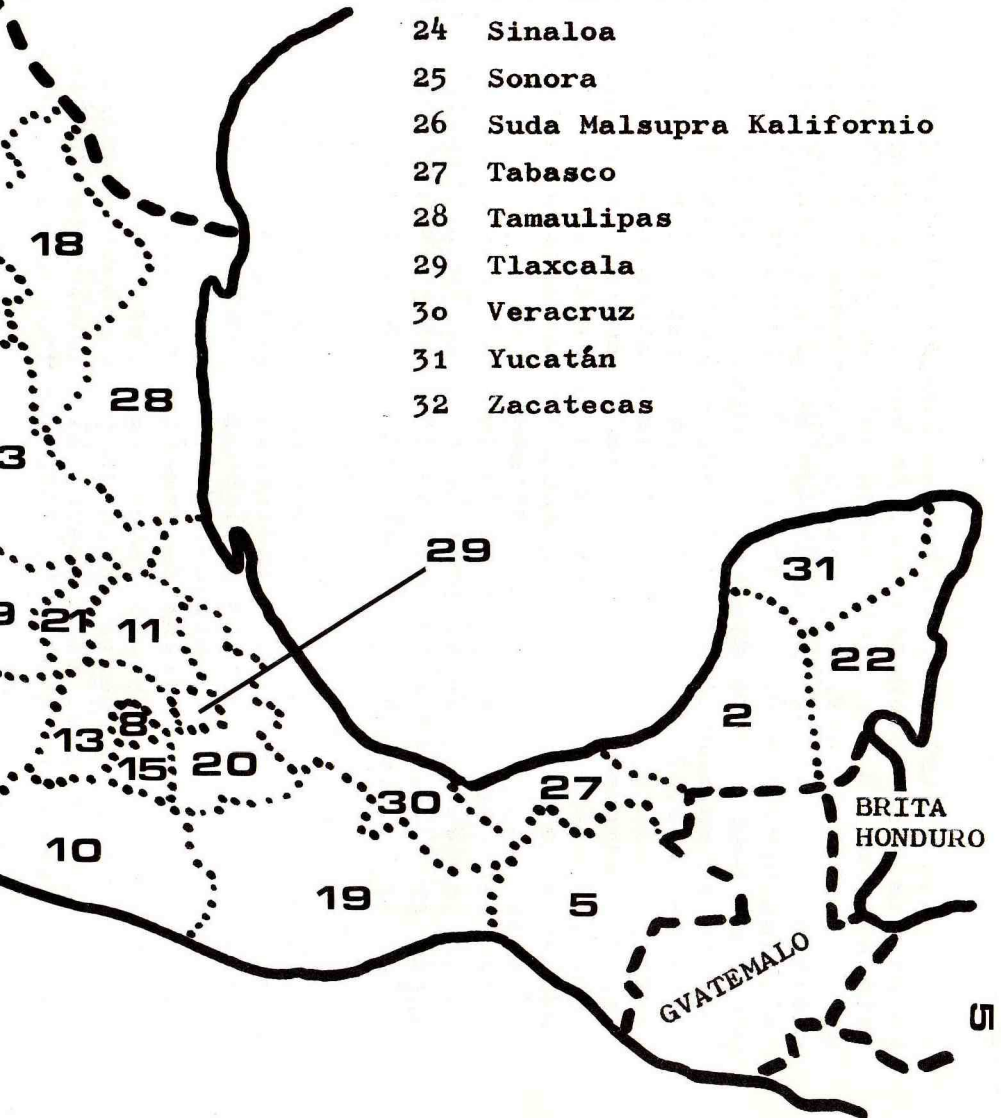 24 Sinaloa
25 Sonora
26 Suda Malsupra Kalifornio
27 Tabasco
28 Tamaulipas
29 Tlaxcala
3o Veracruz
31 Yucatán
32 Zacatecas
18
28
3
29
31
9 21 11
22
2
13 8
15 20
27
30
BRITA
HONDURO
10
19
5
GVATEMALO
5